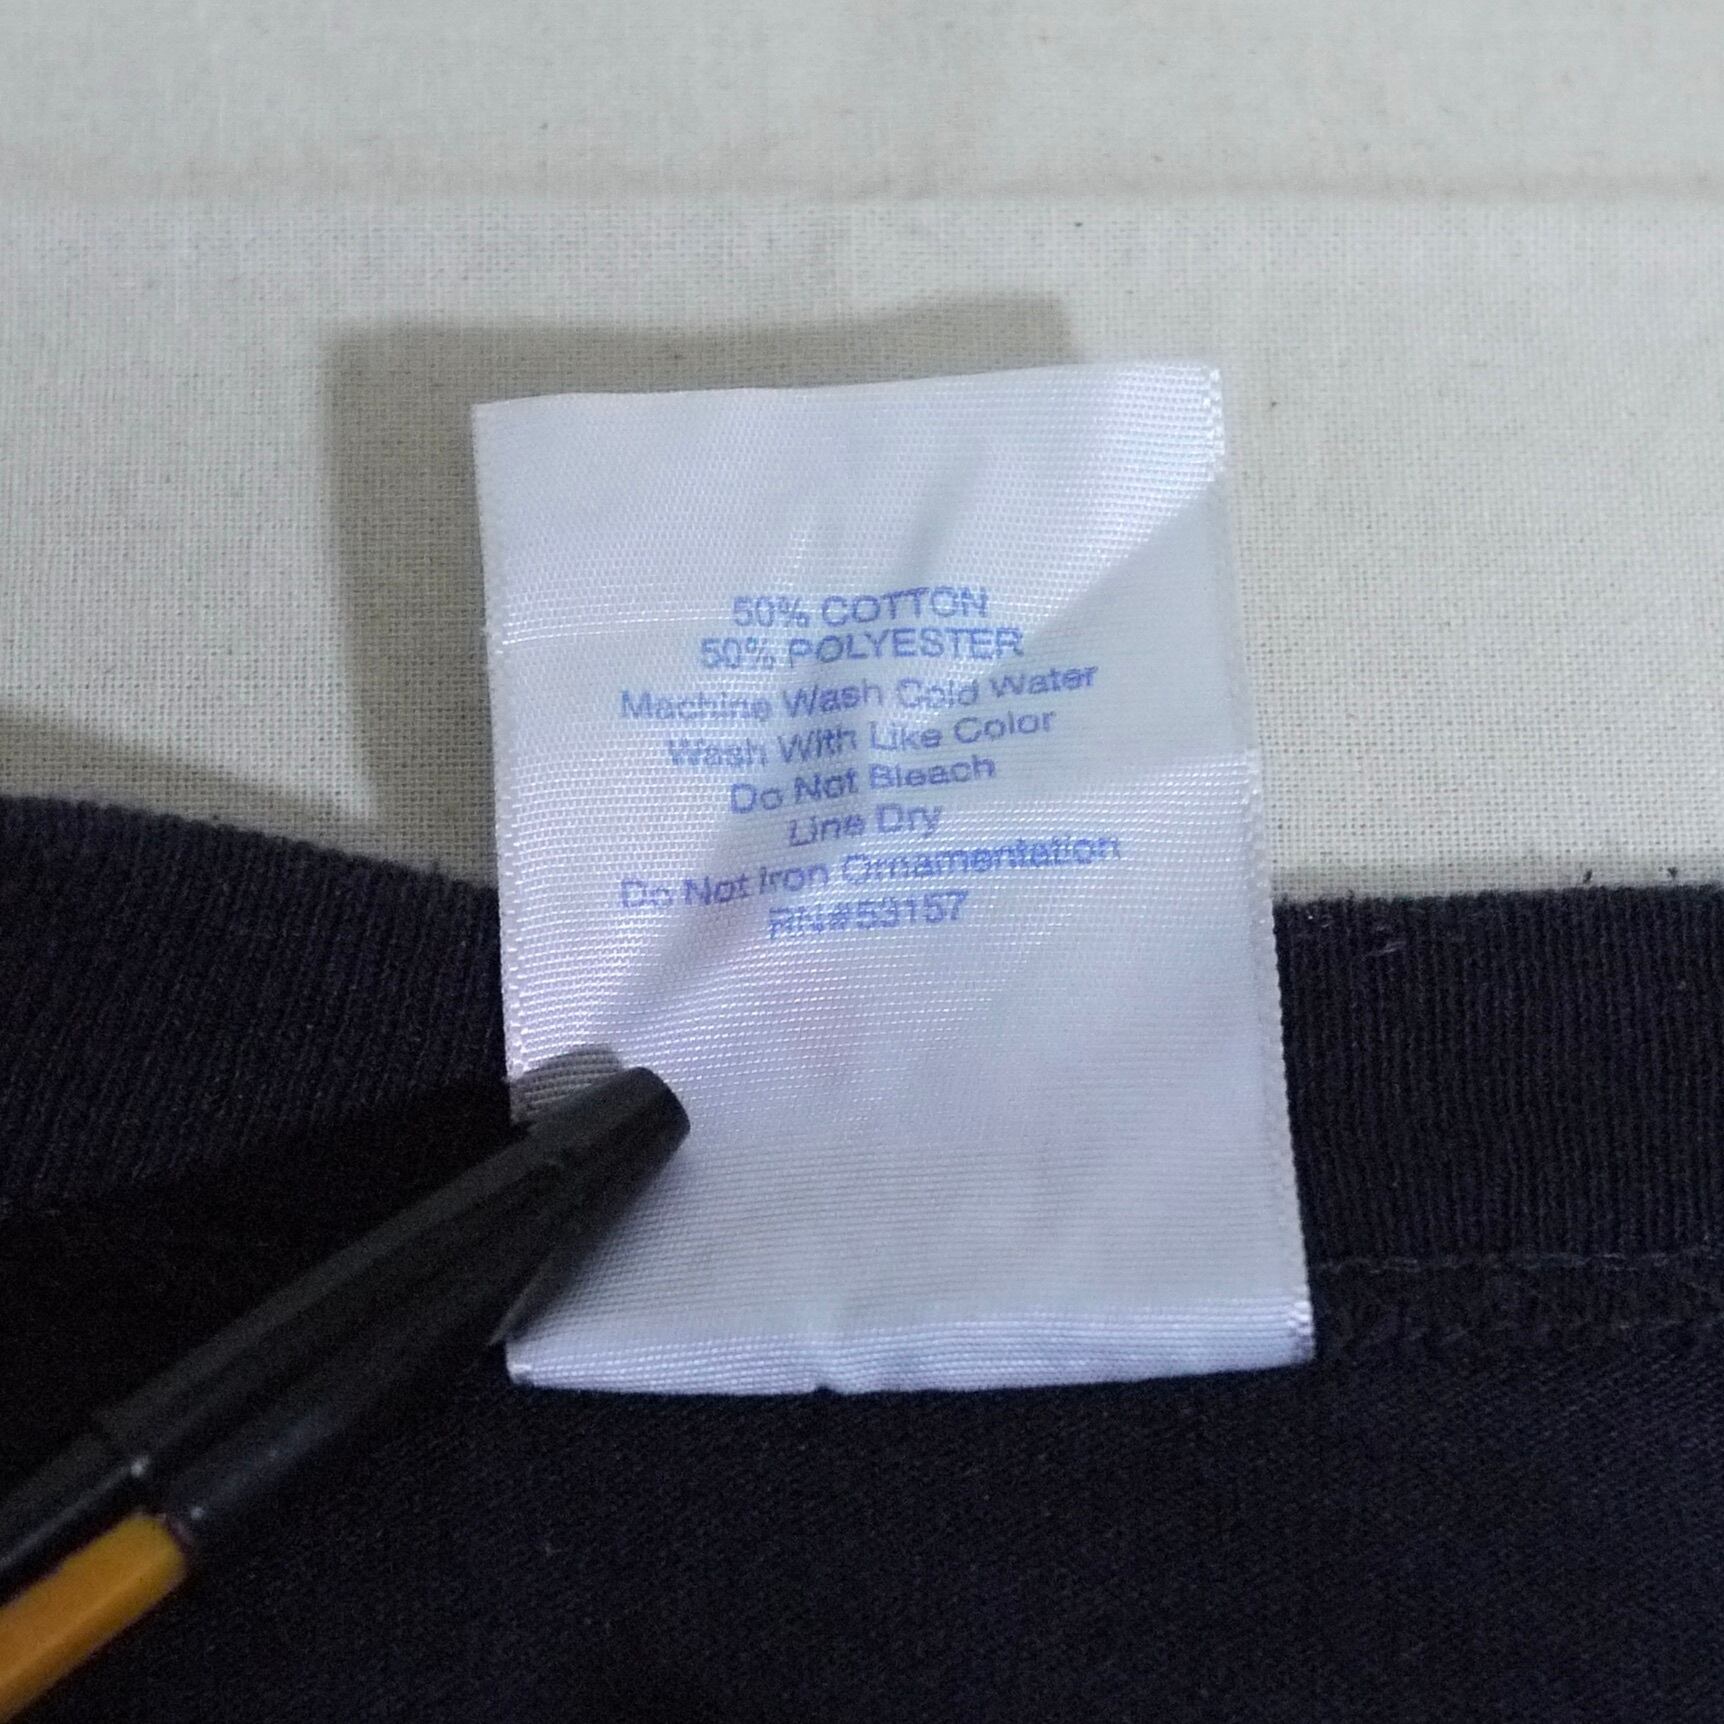 50% COTTON
50% POLYESTER
Machine Wash Cold Water
Wash With Like Color
Do Not Bleach
Line Dry
Do Not Iron Ornamentation
RN#53157